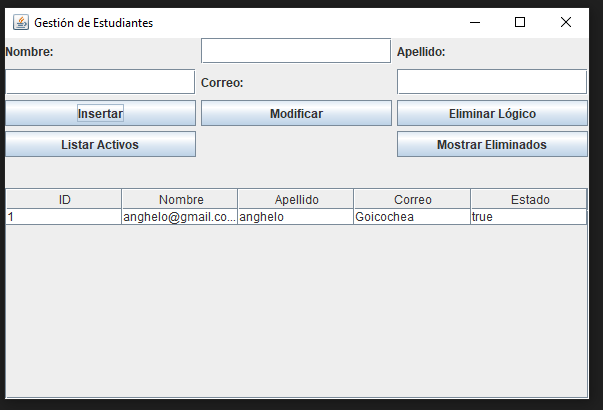 Gestión de Estudiantes
Nombre: Apellido:
Correo:
Insertar Modificar Eliminar Lógico
Listar Activos Mostrar Eliminados
ID Nombre Apellido Correo Estado
1 anghelo@gmail.co... anghelo Goicochea true